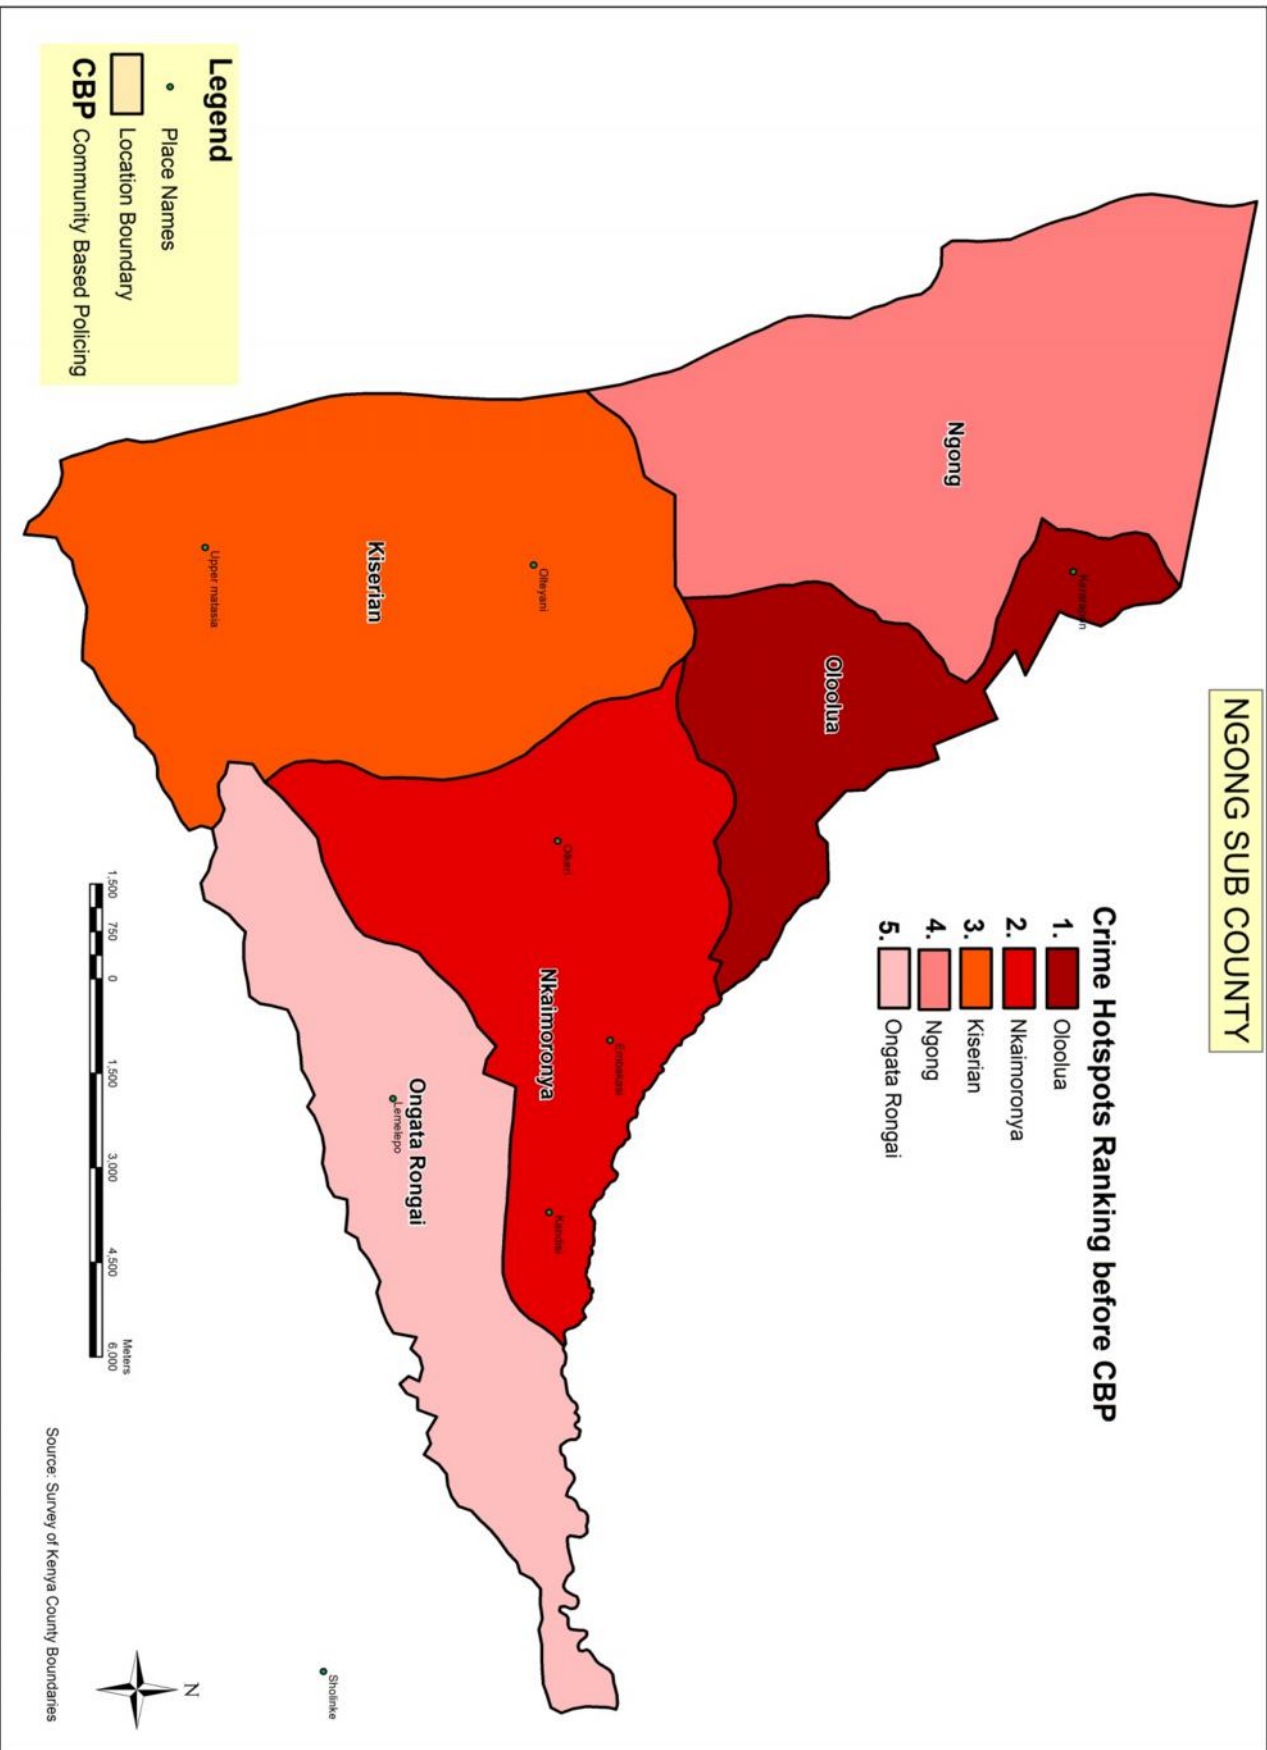 NGONG SUB COUNTY
Crime Hotspots Ranking before CBP
1. Oloolua
2. Nkaimoronya
3. Kiserian
4. Ngong
5. Ongata Rongai
Ngong
Oloolua
Olteyani
Kiserian
Upper matasia
Olkeri
Nkaimoronya
Embakasi
Kandisi
Ongata Rongai
Lemelepo
Sholinke
Legend
Place Names
Location Boundary
CBP Community Based Policing
Meters
1,500 750 0 1,500 3,000 4,500 6,000
N
Source: Survey of Kenya County Boundaries